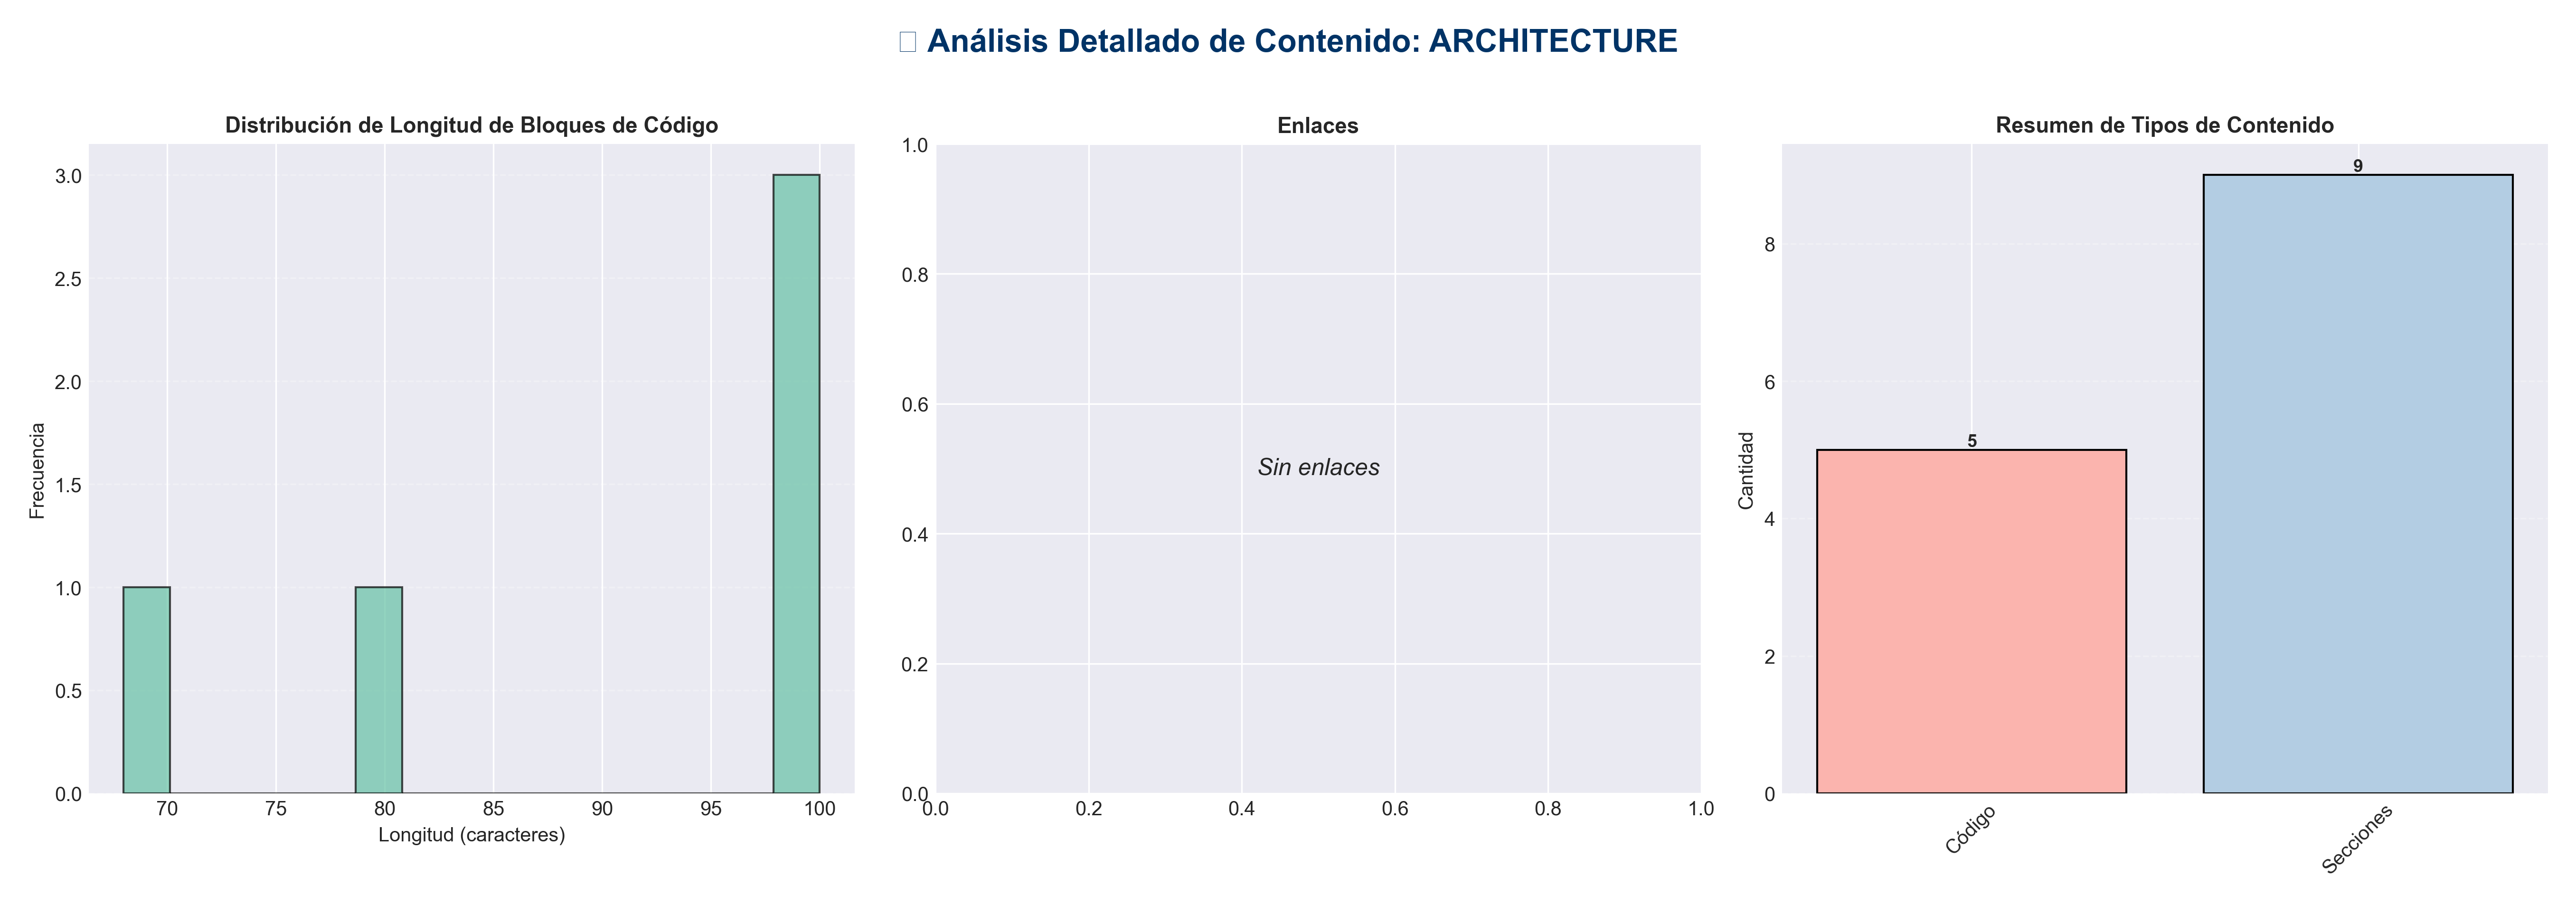 Análisis Detallado de Contenido: ARCHITECTURE
Distribución de Longitud de Bloques de Código
3.0
2.5
2.0
1.5
1.0
0.5
0.0
Frecuencia
70 75 80 85 90 95 100
Longitud (caracteres)
Enlaces
1.0
0.8
0.6
0.4
0.2
0.0
Sin enlaces
0.0 0.2 0.4 0.6 0.8 1.0
Resumen de Tipos de Contenido
8
6
4
2
0
Cantidad
5
9
Código
Secciones